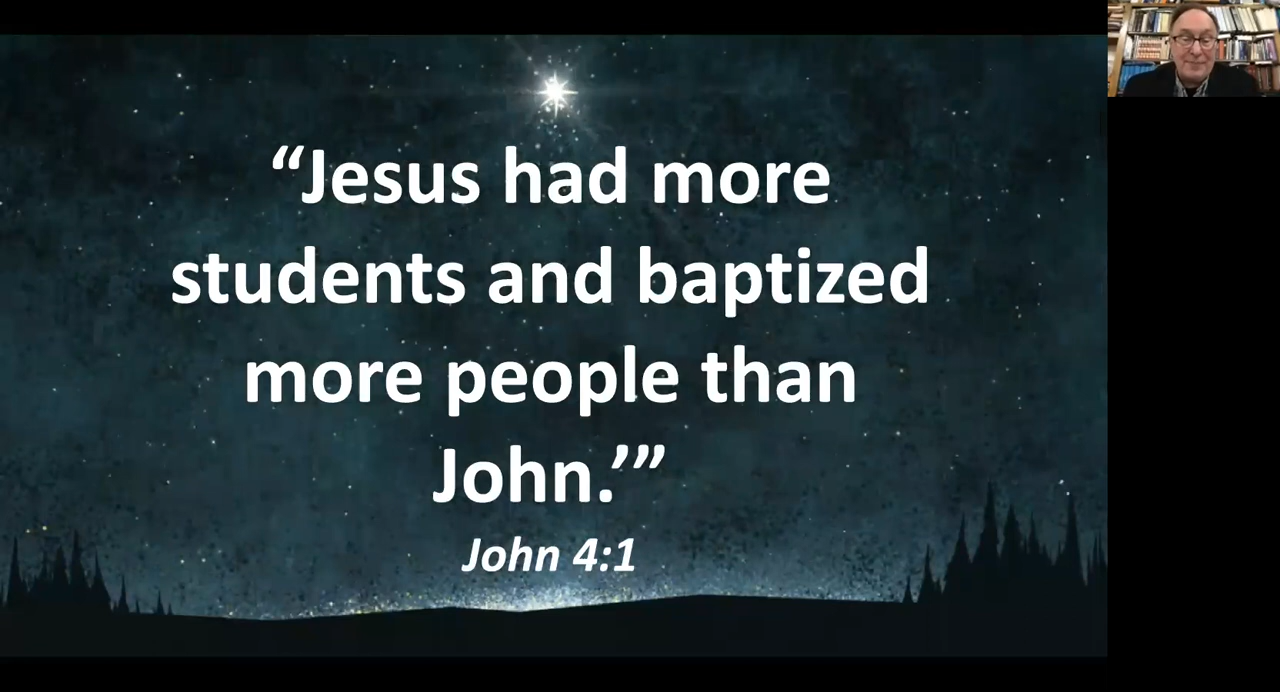 “Jesus had more
students and baptized
more people than
John.’”
John 4:1